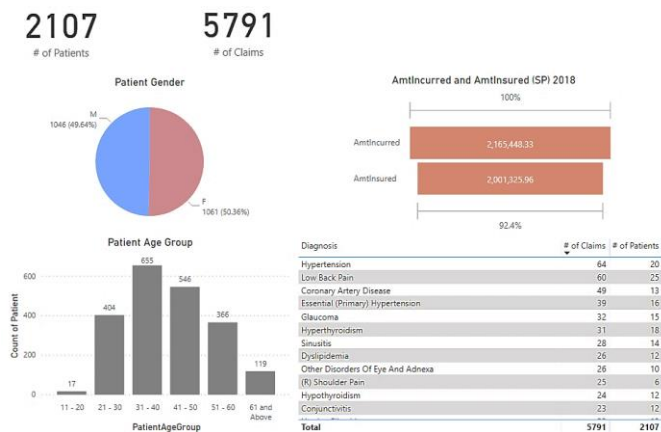 2107
# of Patients
5791
# of Claims
Patient Gender
M
1046 (49.64%)
F
1061 (50.36%)
AmtIncurred and AmtInsured (SP) 2018
100%
AmtIncurred
2,165,448.33
AmtInsured
2,001,325.96
92.4%
Patient Age Group
Count of Patient
600
400
200
0
17
404
655
546
366
119
11 - 20
21 - 30
31 - 40
41 - 50
51 - 60
61 and
Above
PatientAgeGroup
Diagnosis # of Claims # of Patients
Hypertension 64 20
Low Back Pain 60 25
Coronary Artery Disease 49 13
Essential (Primary) Hypertension 39 16
Glaucoma 32 15
Hyperthyroidism 31 18
Sinusitis 28 14
Dyslipidemia 26 12
Other Disorders Of Eye And Adnexa 26 10
(R) Shoulder Pain 25 6
Hypothyroidism 24 12
Conjunctivitis 23 12
Total 5791 2107